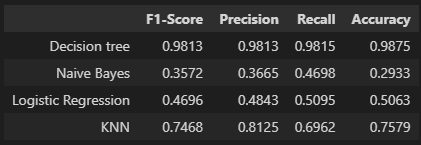 F1-Score Precision Recall Accuracy
Decision tree 0.9813 0.9813 0.9815 0.9875
Naive Bayes 0.3572 0.3665 0.4698 0.2933
Logistic Regression 0.4696 0.4843 0.5095 0.5063
KNN 0.7468 0.8125 0.6962 0.7579